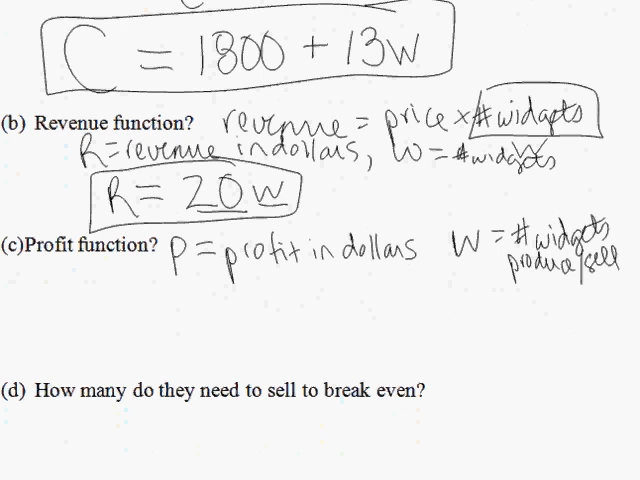 C = 1800 + 13w
(b) Revenue function? revenue = price × #widgets
R = revenue in dollars, W = #widgets
W
R = 20w
(c)Profit function? P = profit in dollars W = #widgets
produce/sell
(d) How many do they need to sell to break even?